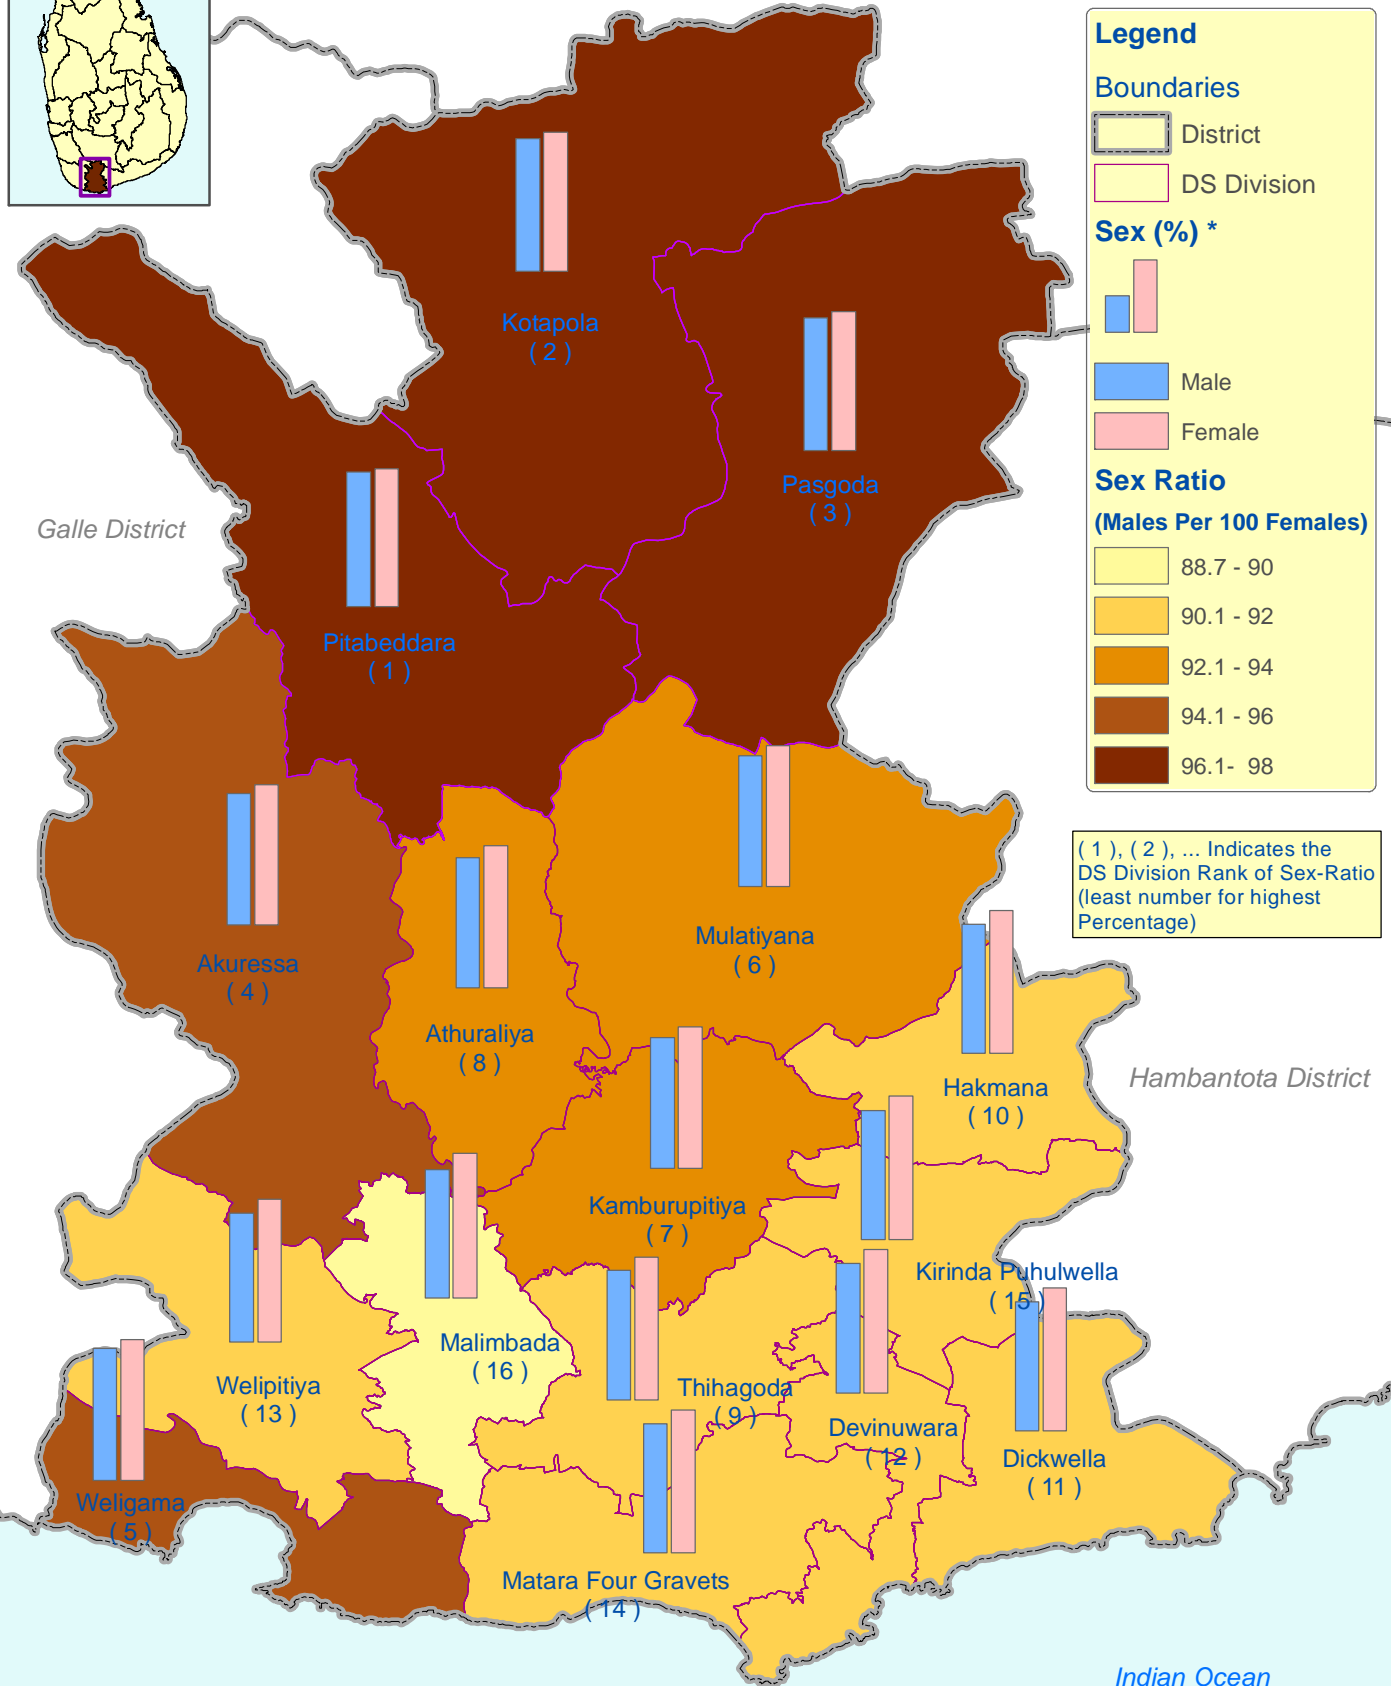 Legend
Boundaries
District
DS Division
Sex (%) *
Male
Female
Sex Ratio
(Males Per 100 Females)
88.7 - 90
90.1 - 92
92.1 - 94
94.1 - 96
96.1-  98
( 1 ), ( 2 ), ... Indicates the
DS Division Rank of Sex-Ratio
(least number for highest
Percentage)
Kotapola
( 2 )
Pasgoda
( 3 )
Galle District
Pitabeddara
( 1 )
Mulatiyana
( 6 )
Akuressa
( 4 )
Athuraliya
( 8 )
Hakmana
( 10 )
Hambantota District
Kamburupitiya
( 7 )
Kirinda Puhulwella
( 15 )
Malimbada
( 16 )
Welipitiya
( 13 )
Thihagoda
( 9 )
Devinuwara
( 12 )
Dickwella
( 11 )
Weligama
( 5 )
Matara Four Gravets
( 14 )
Indian Ocean